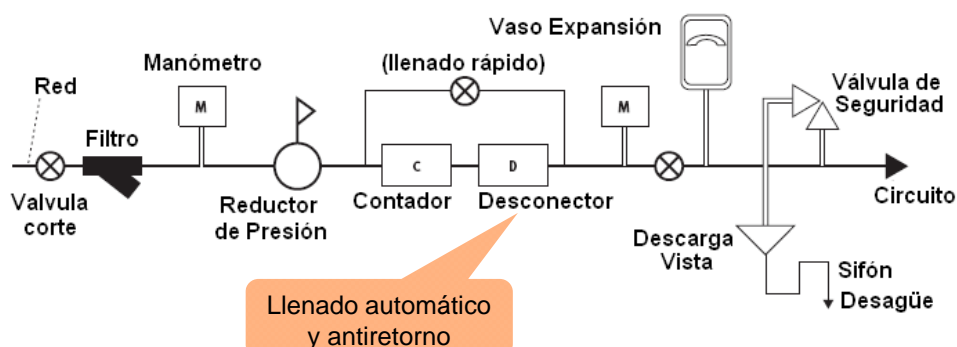 Vaso Expansión
Manómetro
(llenado rápido)
Red
M
M
Válvula de
Seguridad
Filtro
C
D
Valvula
corte
Reductor
de Presión
Contador
Desconector
Circuito
Descarga
Vista
Sifón
Desagüe
Llenado automático
y antiretorno